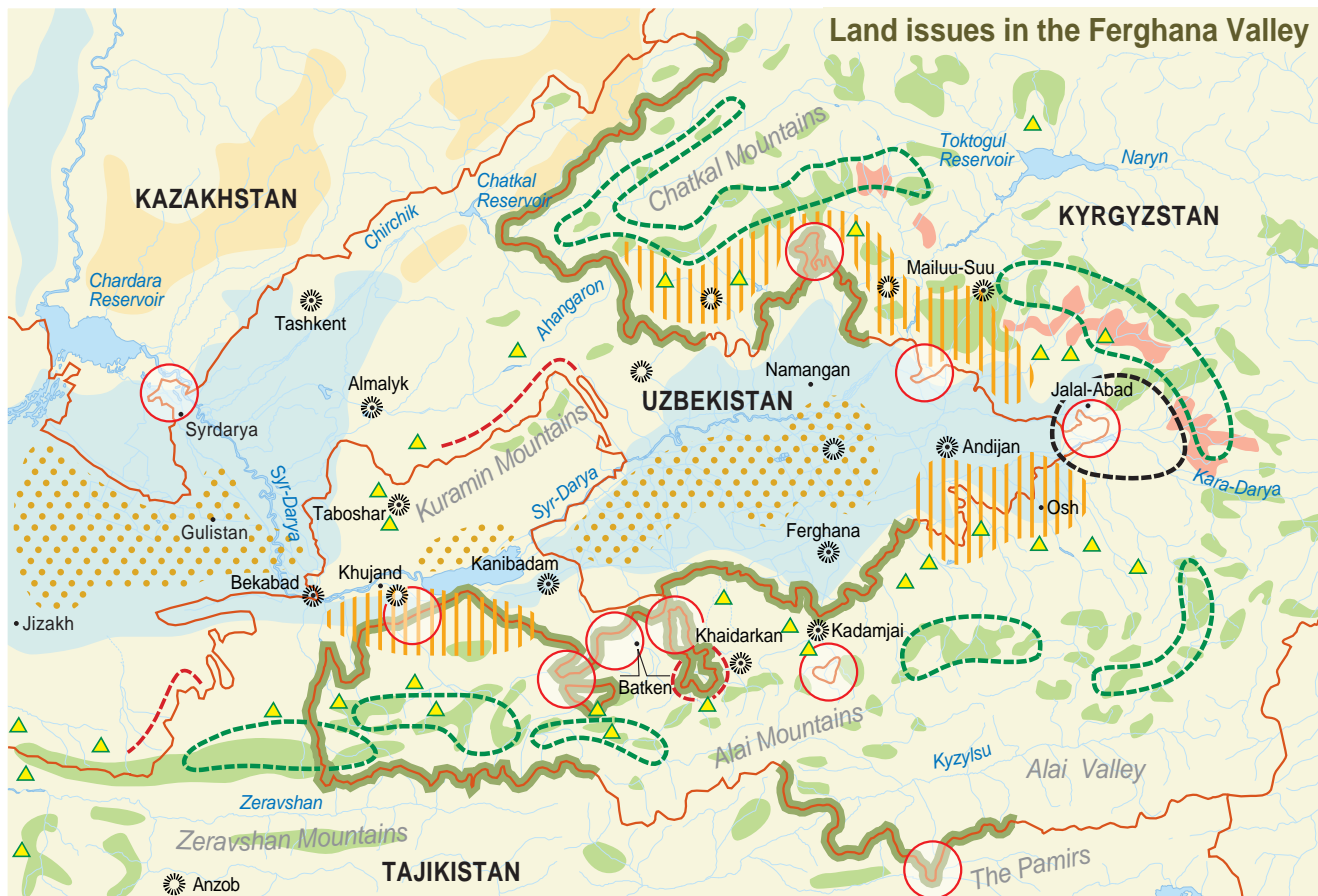 Land issues in the Ferghana Valley
Chatkal Mountains
Toktogul
Reservoir
Naryn
KAZAKHSTAN
Chatkal
Reservoir
KYRGYZSTAN
Chirchik
Chardara
Reservoir
Mailuu-Suu
Ahangaron
Tashkent
Namangan
Almalyk
UZBEKISTAN
Jalal-Abad
Syrdarya
Kuramin Mountains
Andijan
Syr-Darya
Syr-Darya
Kara-Darya
Taboshar
Osh
Gulistan
Ferghana
Bekabad
Khujand
Kanibadam
Jizakh
Khaidarkan
Kadamjai
Batken
Alai Mountains
Kyzylsu
Alai Valley
Zeravshan
Zeravshan Mountains
TAJIKISTAN
The Pamirs
Anzob